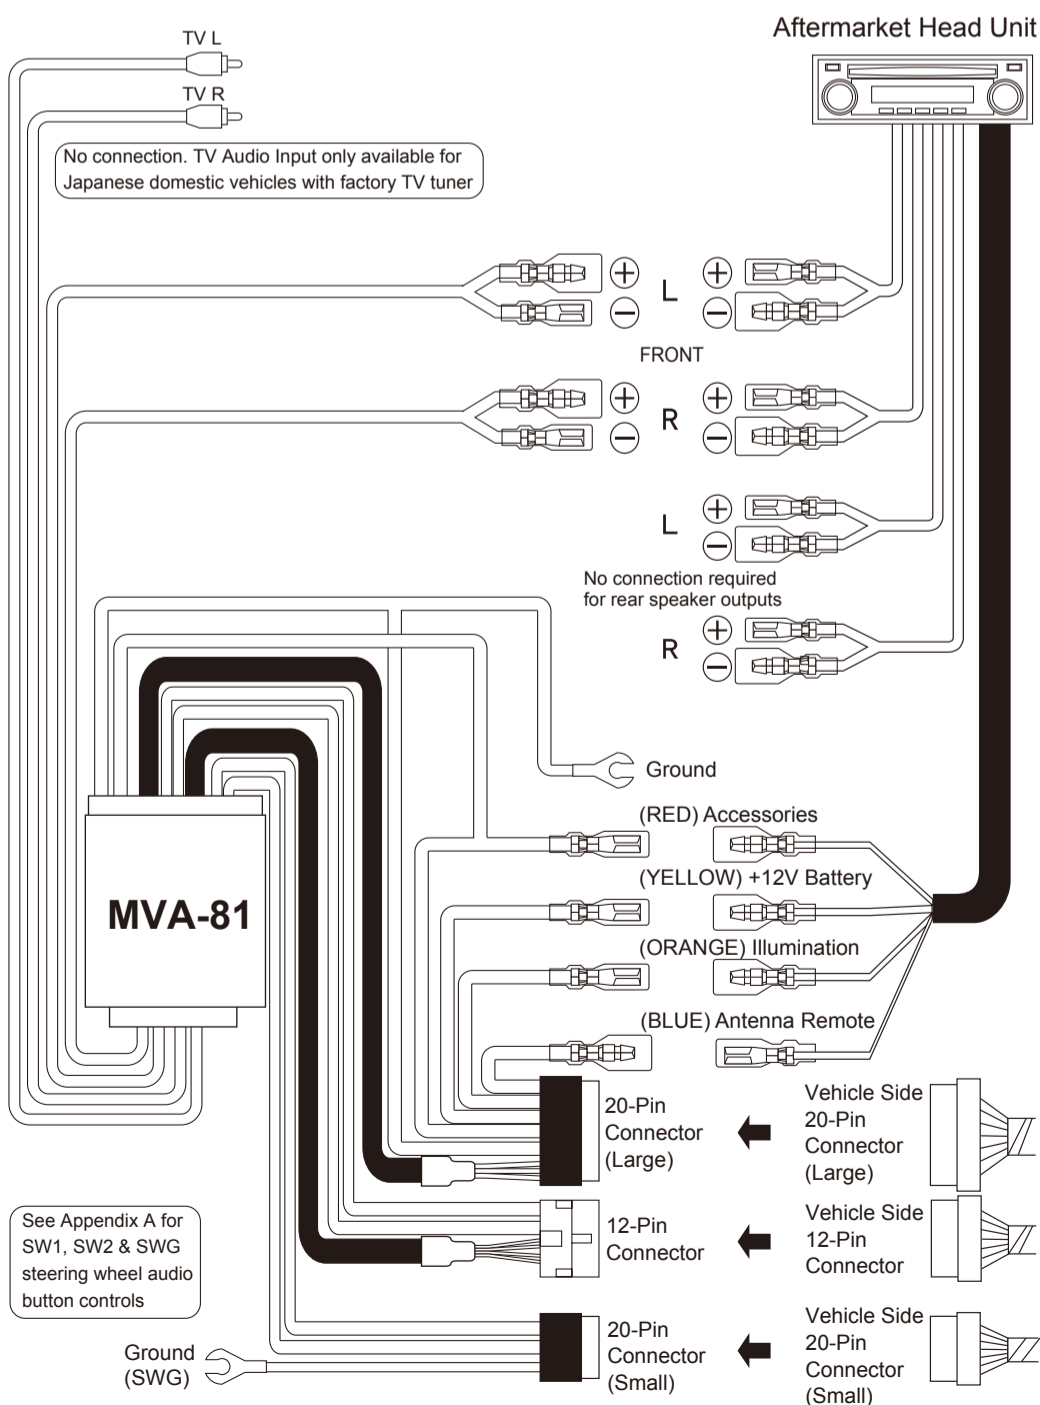 Aftermarket Head Unit
TV L
TV R
No connection. TV Audio Input only available for
Japanese domestic vehicles with factory TV tuner
+ L +
− −
FRONT
+ R +
− −
L +
−
No connection required
for rear speaker outputs
R +
−
Ground
(RED) Accessories
(YELLOW) +12V Battery
MVA-81
(ORANGE) Illumination
(BLUE) Antenna Remote
20-Pin
Connector
(Large)
Vehicle Side
20-Pin
Connector
(Large)
See Appendix A for
SW1, SW2 & SWG
steering wheel audio
button controls
12-Pin
Connector
Vehicle Side
12-Pin
Connector
Ground
(SWG)
20-Pin
Connector
(Small)
Vehicle Side
20-Pin
Connector
(Small)